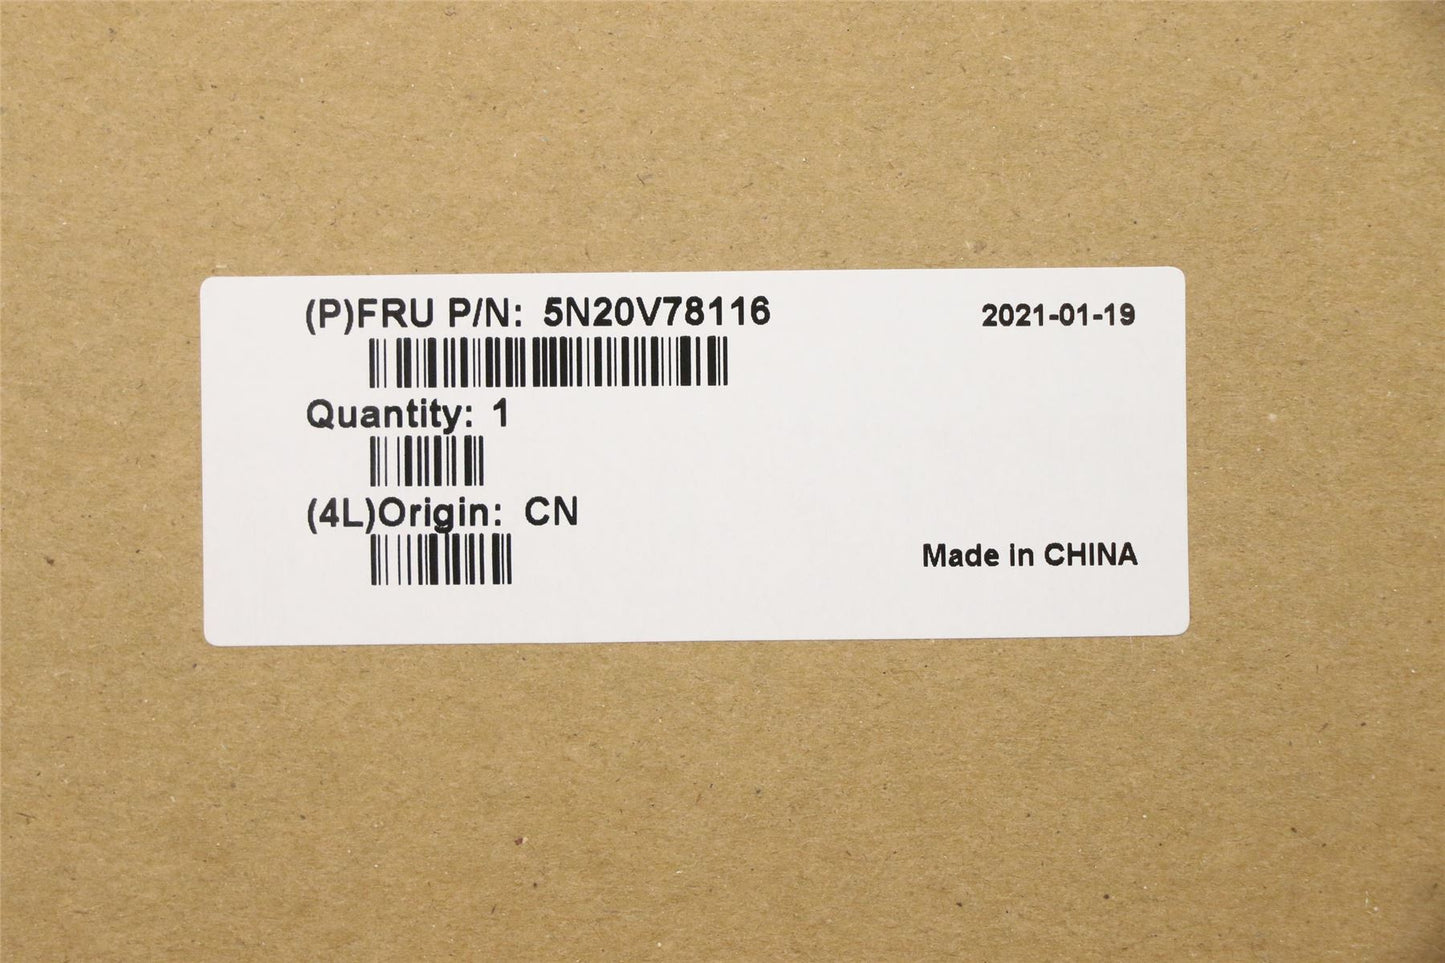 (P)FRU P/N: 5N20V78116
2021-01-19
Quantity: 1
(4L)Origin: CN
Made in CHINA